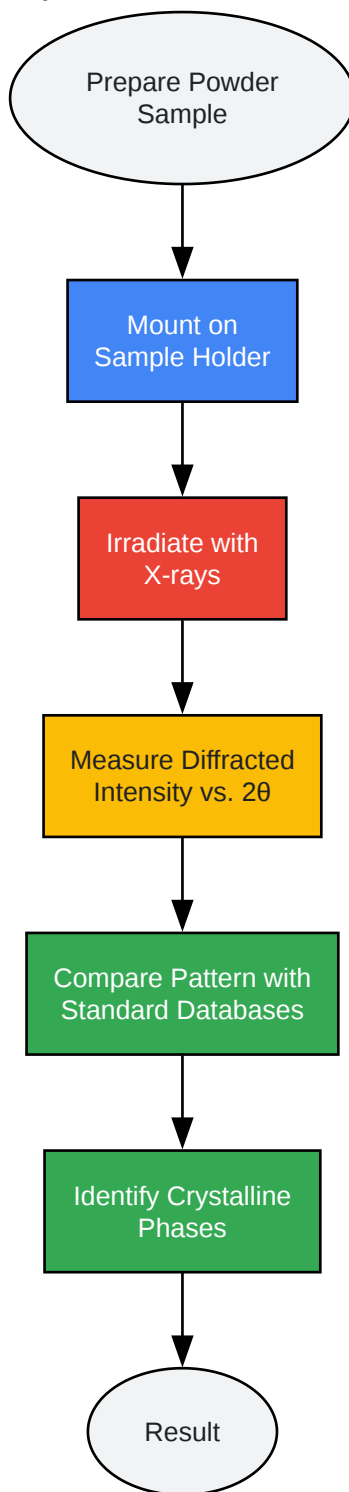 Prepare Powder
Sample
Mount on
Sample Holder
Irradiate with
X-rays
Measure Diffracted
Intensity vs. 2θ
Compare Pattern with
Standard Databases
Identify Crystalline
Phases
Result